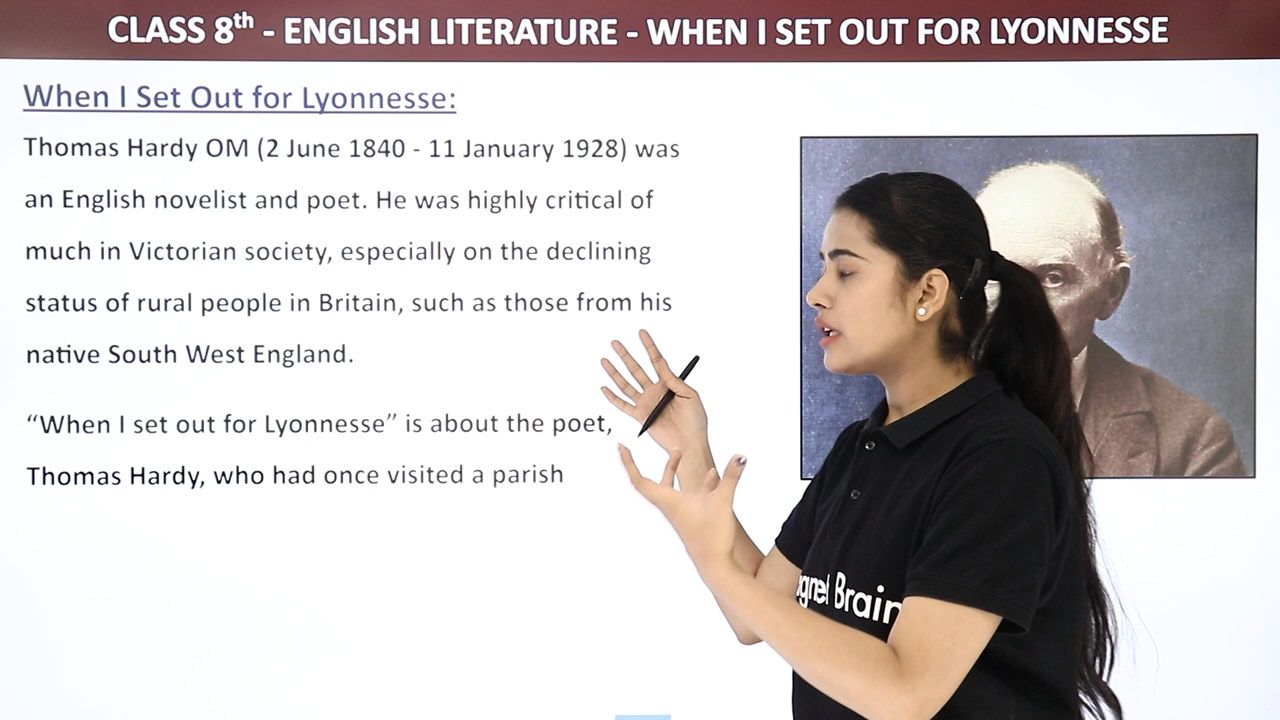 CLASS 8th - ENGLISH LITERATURE - WHEN I SET OUT FOR LYONNESSE
When I Set Out for Lyonnesse:
Thomas Hardy OM (2 June 1840 - 11 January 1928) was
an English novelist and poet. He was highly critical of
much in Victorian society, especially on the declining
status of rural people in Britain, such as those from his
native South West England.
“When I set out for Lyonnesse” is about the poet,
Thomas Hardy, who had once visited a parish
Brain